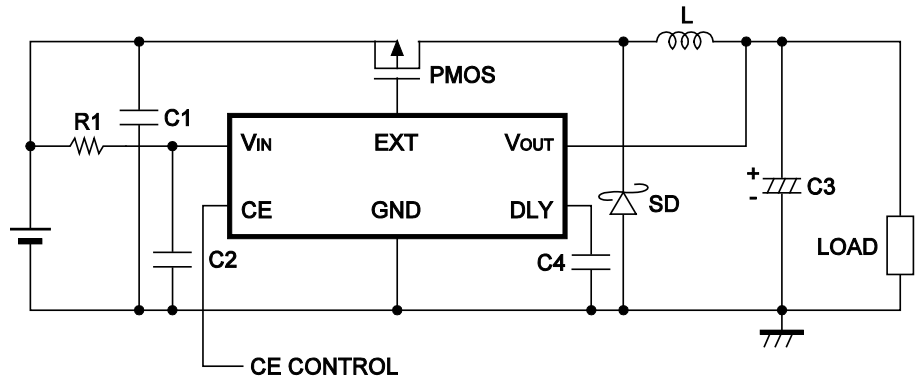 L
PMOS
R1
C1
VIN
EXT
VOUT
CE
GND
DLY
SD
+
-
C3
C2
C4
LOAD
CE CONTROL